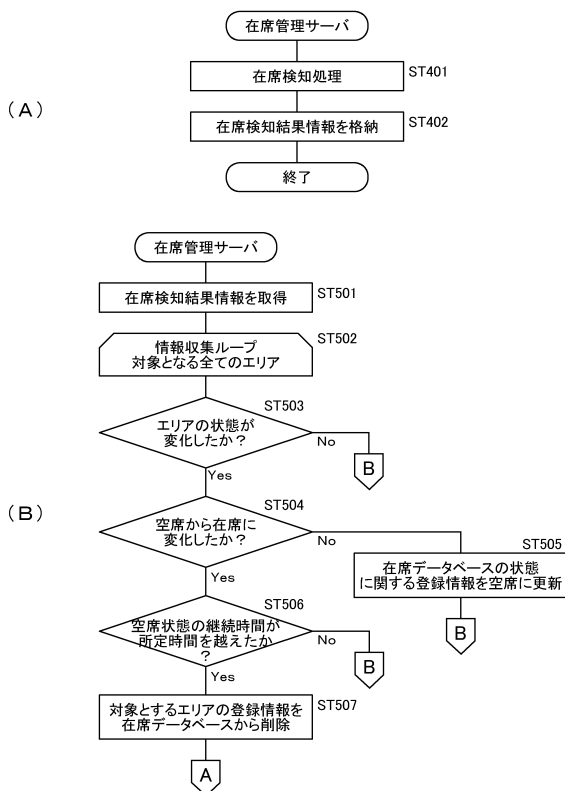 在席管理サーバ
在席検知処理
ST401
(A)
在席検知結果情報を格納
ST402
終了
在席管理サーバ
在席検知結果情報を取得
ST501
情報収集ループ
対象となる全てのエリア
ST502
エリアの状態が
変化したか？
ST503
No
B
Yes
(B)
空席から在席に
変化したか？
ST504
No
ST505
在席データベースの状態
に関する登録情報を空席に更新
B
Yes
空席状態の継続時間が
所定時間を越えたか
？
ST506
No
B
Yes
対象とするエリアの登録情報を
在席データベースから削除
ST507
A